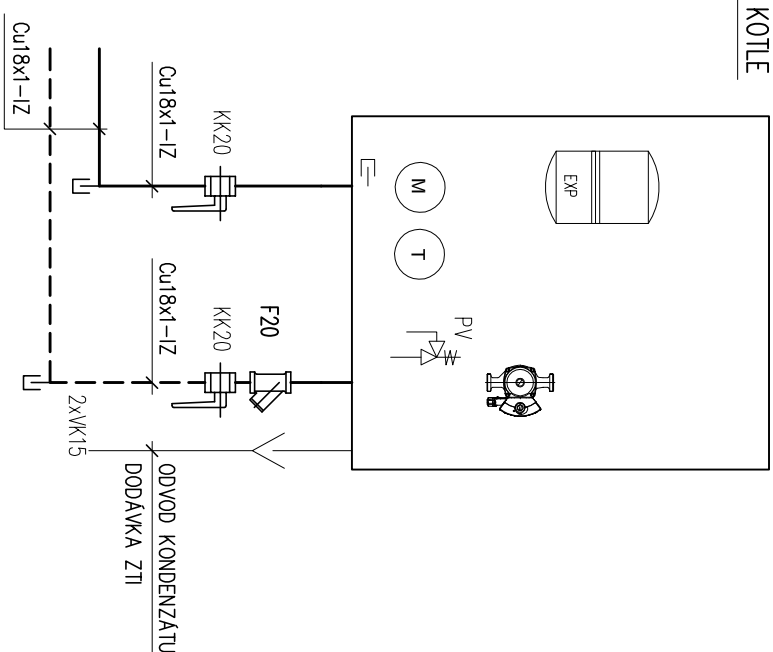 KOTLE
Cu18x1-IZ
Cu18x1-IZ
KK20
M
EXP
T
Cu18x1-IZ
KK20
F20
PV
2xVK15
ODVOD KONDENZÁTU
DODÁVKA ZTI